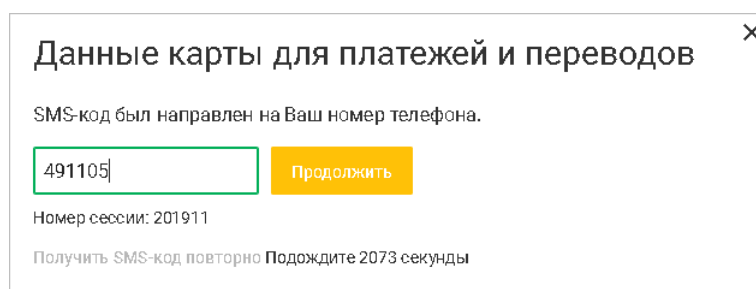 Данные карты для платежей и переводов
SMS-код был направлен на Ваш номер телефона.
491105 Продолжить
Номер сессии: 201911
Получить SMS-код повторно Подождите 2073 секунды